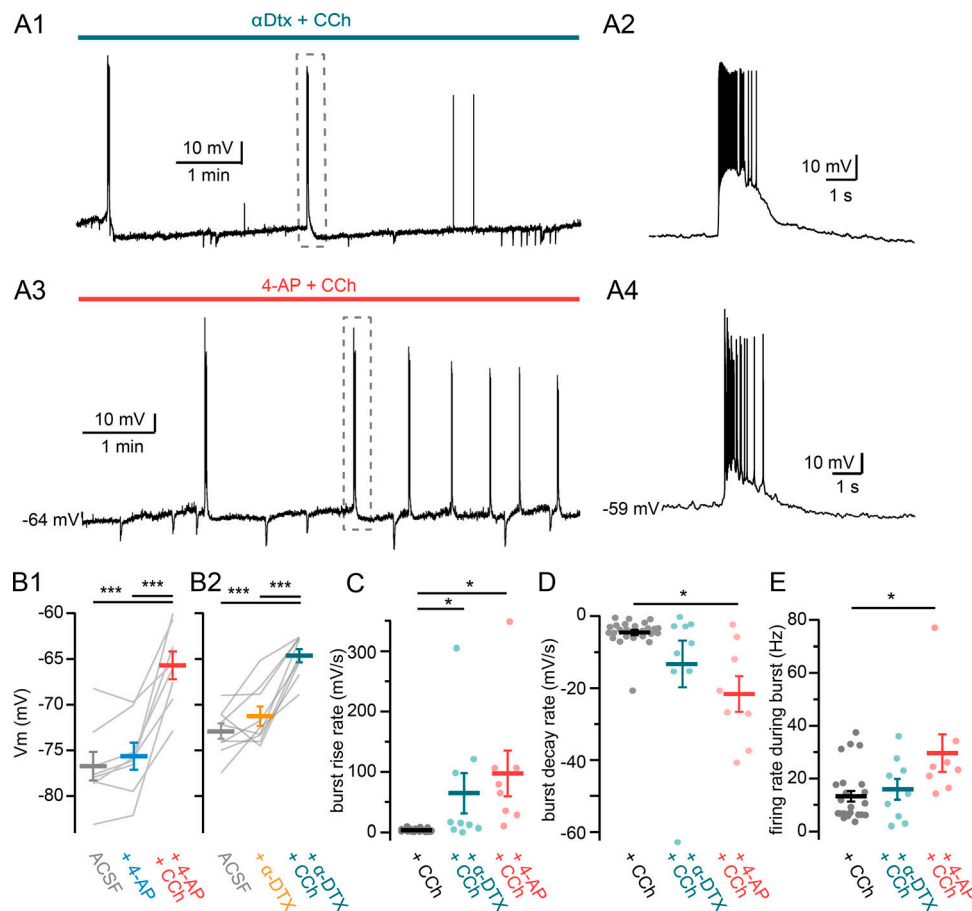 A1
αDtx + CCh
A2
10 mV
1 min
10 mV
1 s
A3
4-AP + CCh
A4
10 mV
1 min
-64 mV
10 mV
1 s
-59 mV
B1
*** ***
-60
-65
-70
-75
-80
Vm (mV)
ACSF
+ 4-AP
+ 4-AP
+ CCh
B2
*** ***
ACSF
+ α-DTX
+ α-DTX
+ CCh
C
*
*
300
200
100
50
0
burst rise rate (mV/s)
+ CCh
+ α-DTX
+ CCh
+ 4-AP
+ CCh
D
*
0
-20
-40
-60
burst decay rate (mV/s)
+ CCh
+ α-DTX
+ CCh
+ 4-AP
+ CCh
E
*
80
60
40
20
0
firing rate during burst (Hz)
+ CCh
+ α-DTX
+ CCh
+ 4-AP
+ CCh